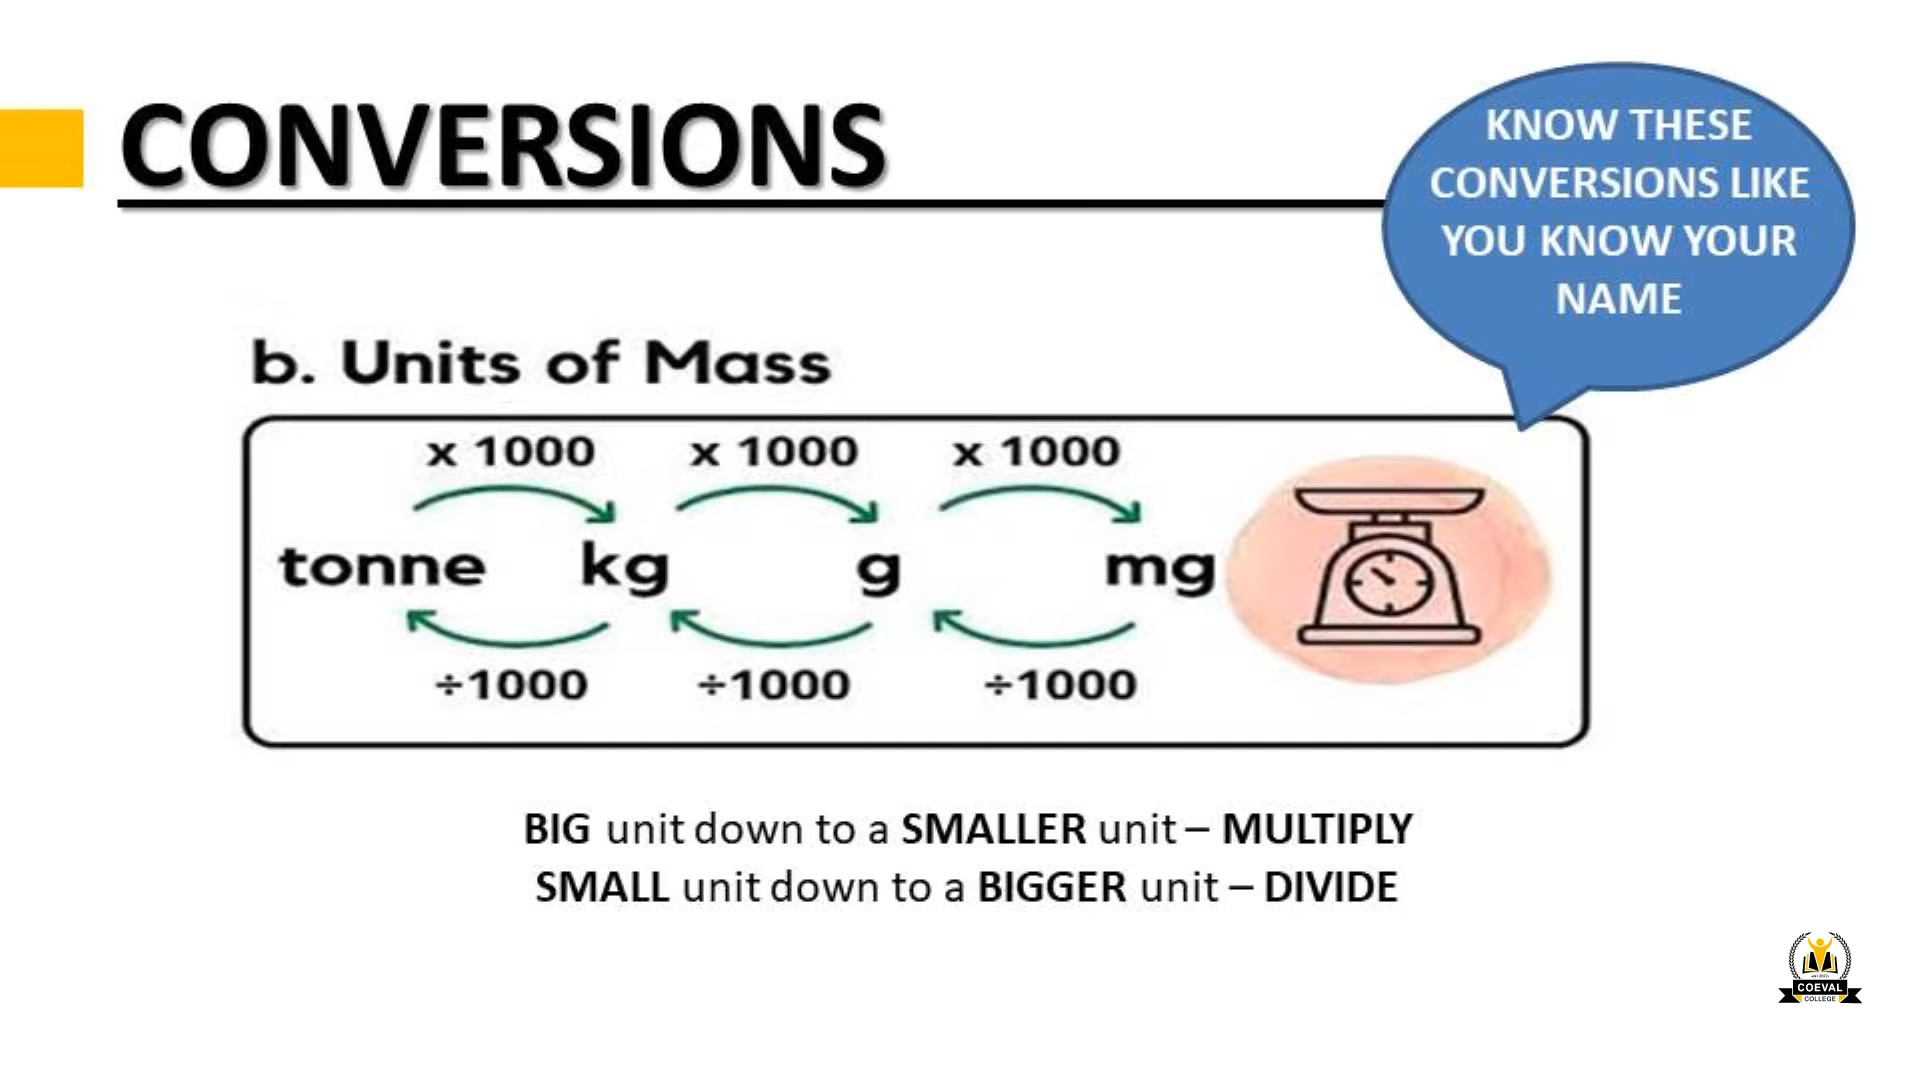 CONVERSIONS
KNOW THESE
CONVERSIONS LIKE
YOU KNOW YOUR
NAME
b. Units of Mass
x 1000 x 1000 x 1000
tonne kg g mg
÷1000 ÷1000 ÷1000
BIG unit down to a SMALLER unit – MULTIPLY
SMALL unit down to a BIGGER unit – DIVIDE
COEVAL
COLLEGE